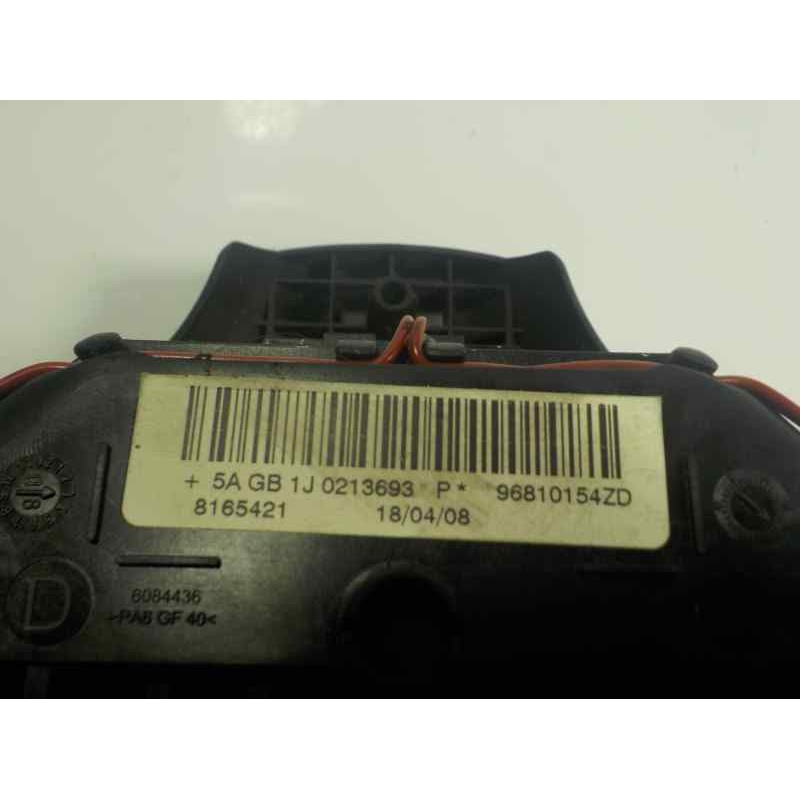 + 5A GB 1J 0213693 P* 96810154ZD
8165421 18/04/08
D
6084436
>PA6 GF 40<